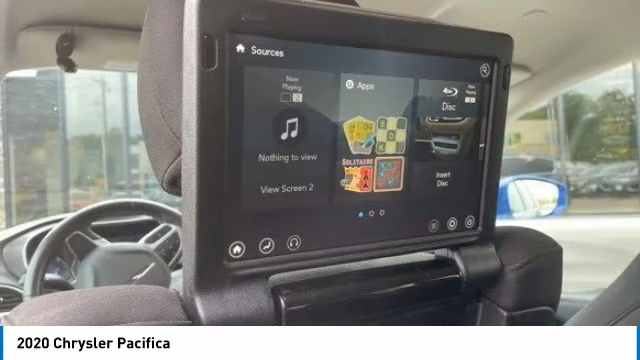 Sources
Now
Playing
2
Nothing to view
View Screen 2
Apps
SOLITAIRE
Now
Playing
Disc
Insert
Disc
2020 Chrysler Pacifica